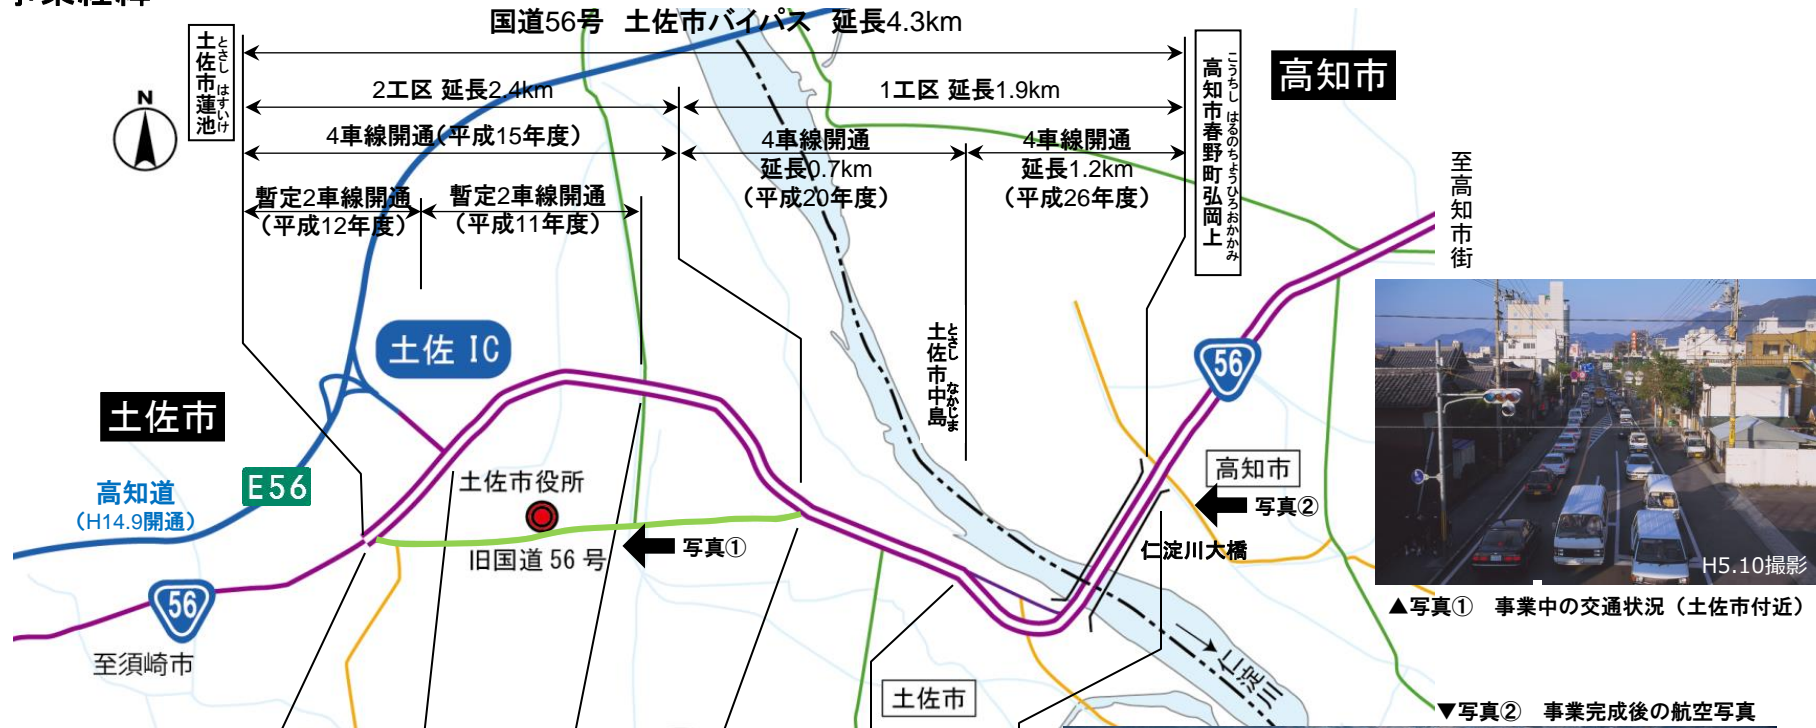 国道56号 土佐市バイパス 延長4.3km
土佐市蓮池
とさし はすいけ
高知市春野町弘岡上
こうちし はるのちょうひろおかかみ
高知市
N
2工区 延長2.4km
1工区 延長1.9km
4車線開通(平成15年度)
4車線開通
延長0.7km
(平成20年度)
4車線開通
延長1.2km
(平成26年度)
暫定2車線開通
(平成12年度)
暫定2車線開通
(平成11年度)
至高知市街
土佐 IC
土佐市中島
とさし なかじま
56
土佐市
高知市
E56
高知道
(H14.9開通)
土佐市役所
写真②
旧国道 56 号
写真①
仁淀川大橋
H5.10撮影
▲写真① 事業中の交通状況(土佐市付近)
56
至須崎市
仁淀川
土佐市
▼写真② 事業完成後の航空写真